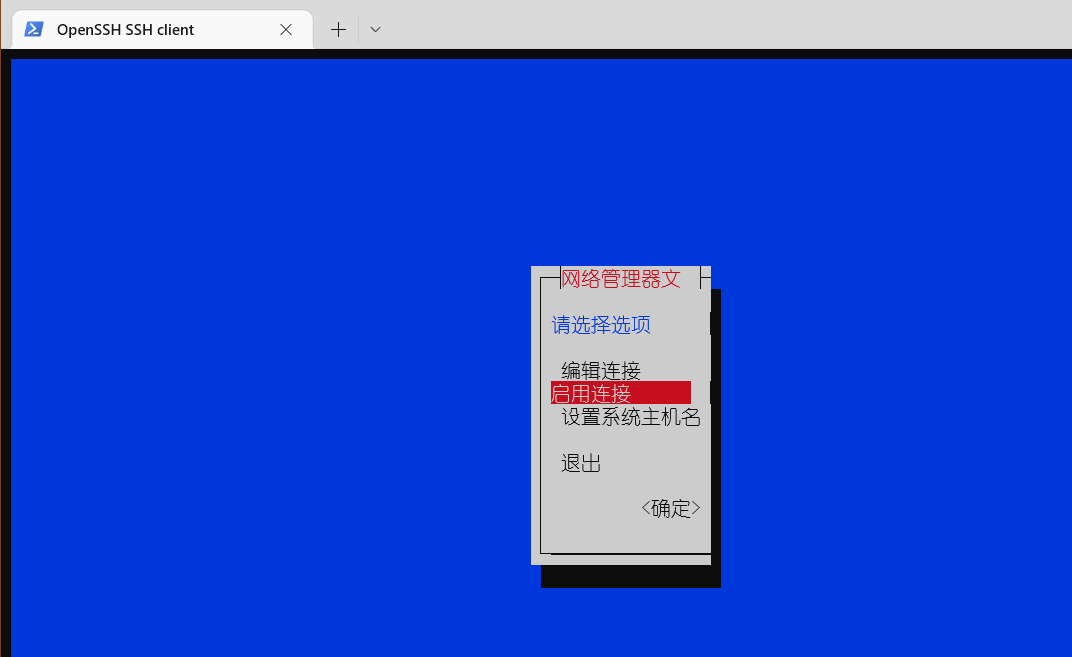 OpenSSH SSH client
网络管理器文
请选择选项
编辑连接
启用连接
设置系统主机名
退出
<确定>